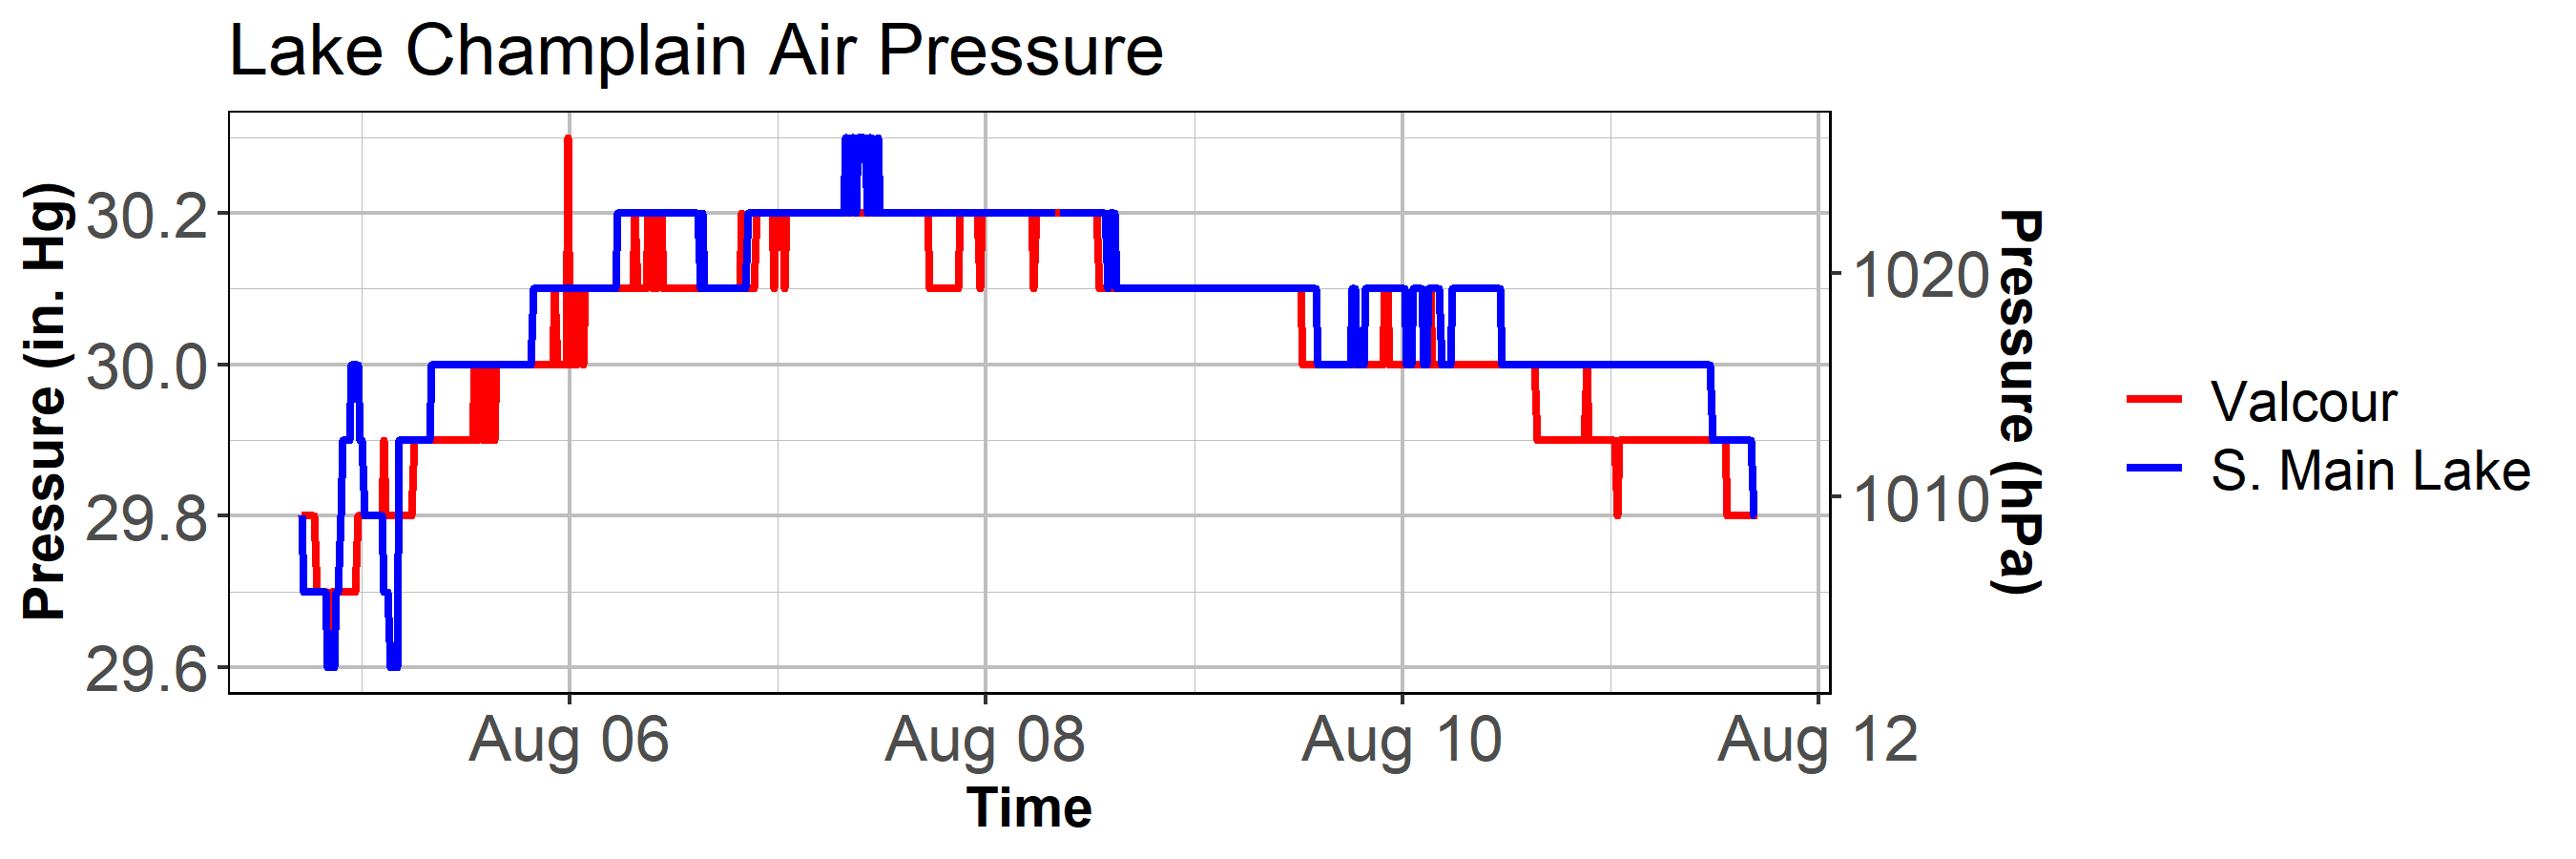 Lake Champlain Air Pressure
Pressure (in. Hg)
30.2
30.0
29.8
29.6
1020
1010
Pressure (hPa)
Valcour
S. Main Lake
Aug 06
Aug 08
Aug 10
Aug 12
Time